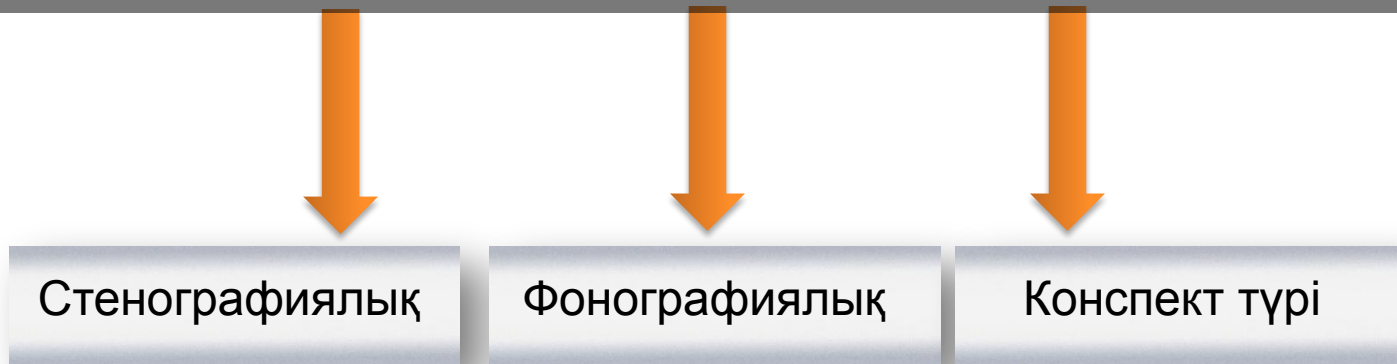 Стенографиялық
Фонографиялық
Конспект түрі